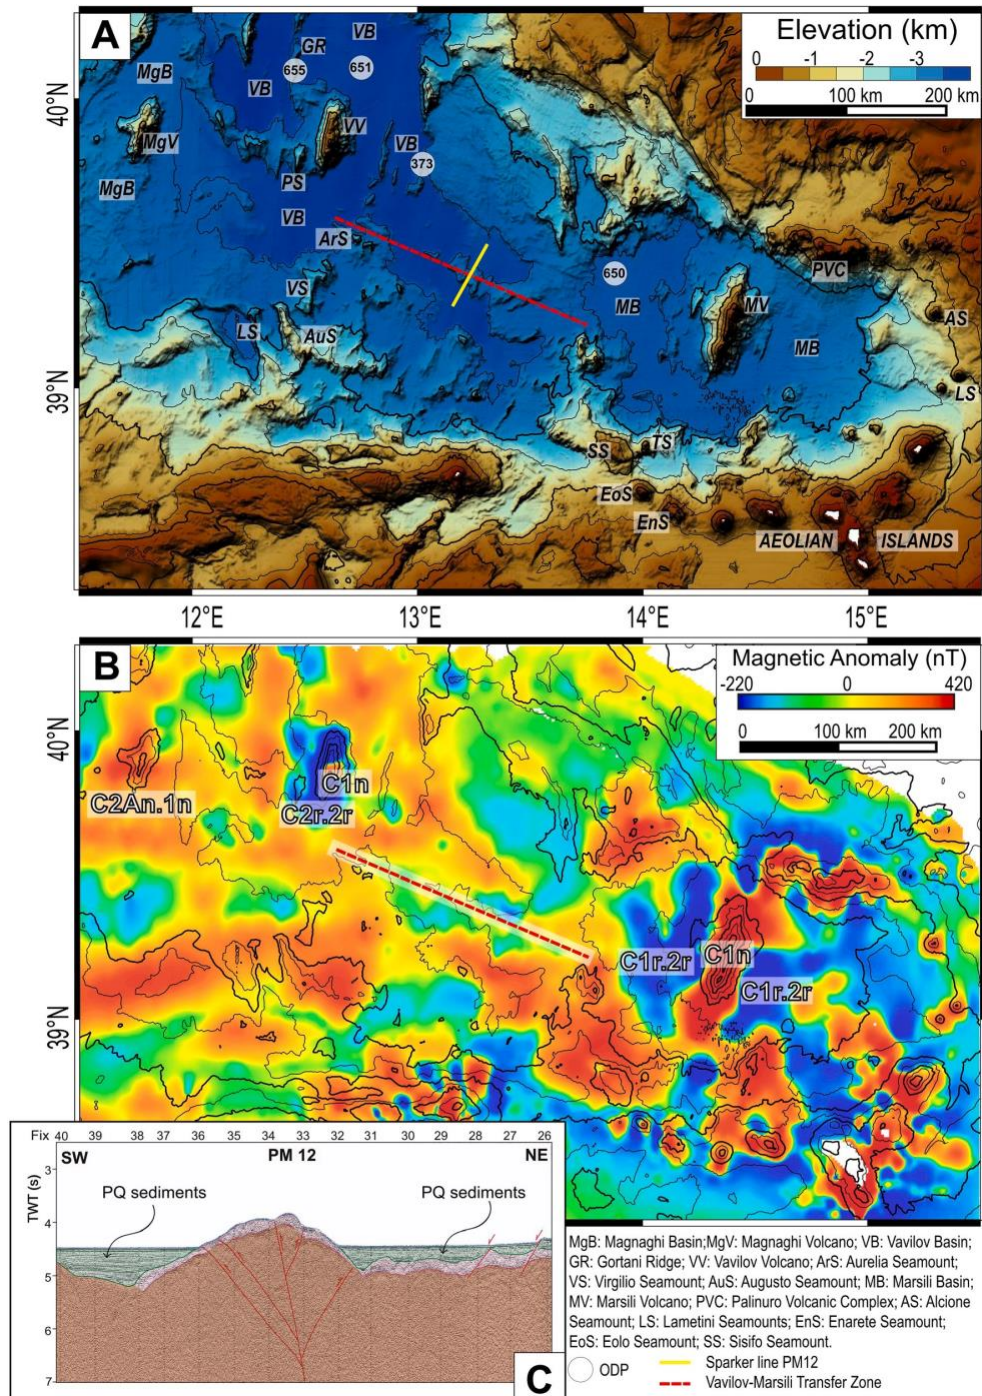 A
Elevation (km)
0 -1 -2 -3
0 100 km 200 km
GR
VB
MgB
655
651
VB
40°N
MgV
VV
VB
373
MgB
PS
VB
ArS
650
PVC
VS
MB
MV
AS
LS
AuS
MB
39°N
LS
SS
TS
EoS
EnS
AEOLIAN ISLANDS
12°E 13°E 14°E 15°E
B
Magnetic Anomaly (nT)
-220 0 420
0 100 km 200 km
40°N
C1n
C2An.1n
C2r.2r
C1r.2r
C1n
C1r.2r
39°N
Fix 40 39 38 37 36 35 34 33 32 31 30 29 28 27 26
SW PM 12 NE
3
PQ sediments PQ sediments
TWT (s)
4
5
6
7
C
MgB: Magnaghi Basin;MgV: Magnaghi Volcano; VB: Vavilov Basin;
GR: Gortani Ridge; VV: Vavilov Volcano; ArS: Aurelia Seamount;
VS: Virgilio Seamount; AuS: Augusto Seamount; MB: Marsili Basin;
MV: Marsili Volcano; PVC: Palinuro Volcanic Complex; AS: Alcione
Seamount; LS: Lametini Seamounts; EnS: Enarete Seamount;
EoS: Eolo Seamount; SS: Sisifo Seamount.
ODP
Sparker line PM12
Vavilov-Marsili Transfer Zone